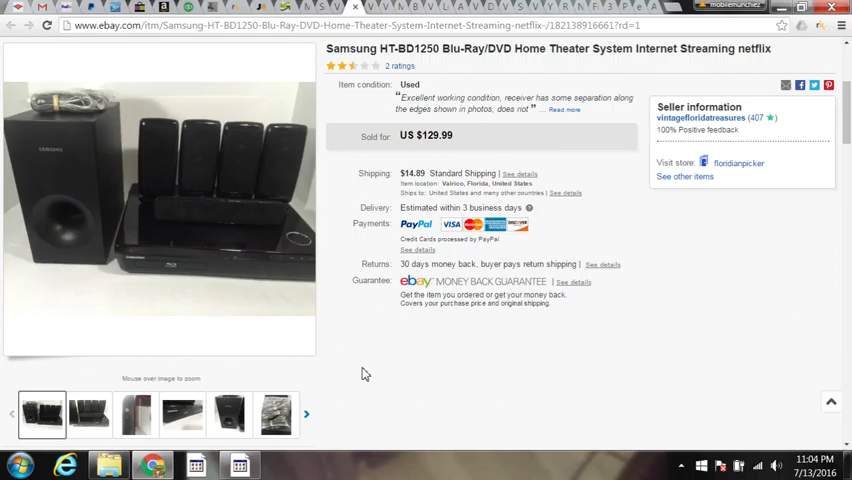 mobilemunchiez
www.ebay.com/itm/Samsung-HT-BD1250-Blu-Ray-DVD-Home-Theater-System-Internet-Streaming-netflix-/182138916661?rd=1
Samsung HT-BD1250 Blu-Ray/DVD Home Theater System Internet Streaming netflix
2 ratings
Item condition: Used
“Excellent working condition, receiver has some separation along
the edges shown in photos, does not ” ... Read more
Sold for: US $129.99
Shipping: $14.89 Standard Shipping | See details
Item location: Valrico, Florida, United States
Ships to: United States and many other countries | See details
Delivery: Estimated within 3 business days ?
Payments: PayPal VISA MasterCard AMERICAN EXPRESS DISCOVER
Credit Cards processed by PayPal
See details
Returns: 30 days money back, buyer pays return shipping | See details
Guarantee: ebay MONEY BACK GUARANTEE | See details
Get the item you ordered or get your money back.
Covers your purchase price and original shipping.
Seller information
vintagefloridatreasures (407 ★)
100% Positive feedback
Visit store: floridianpicker
See other items
SAMSUNG
Mouse over image to zoom
11:04 PM
7/13/2016